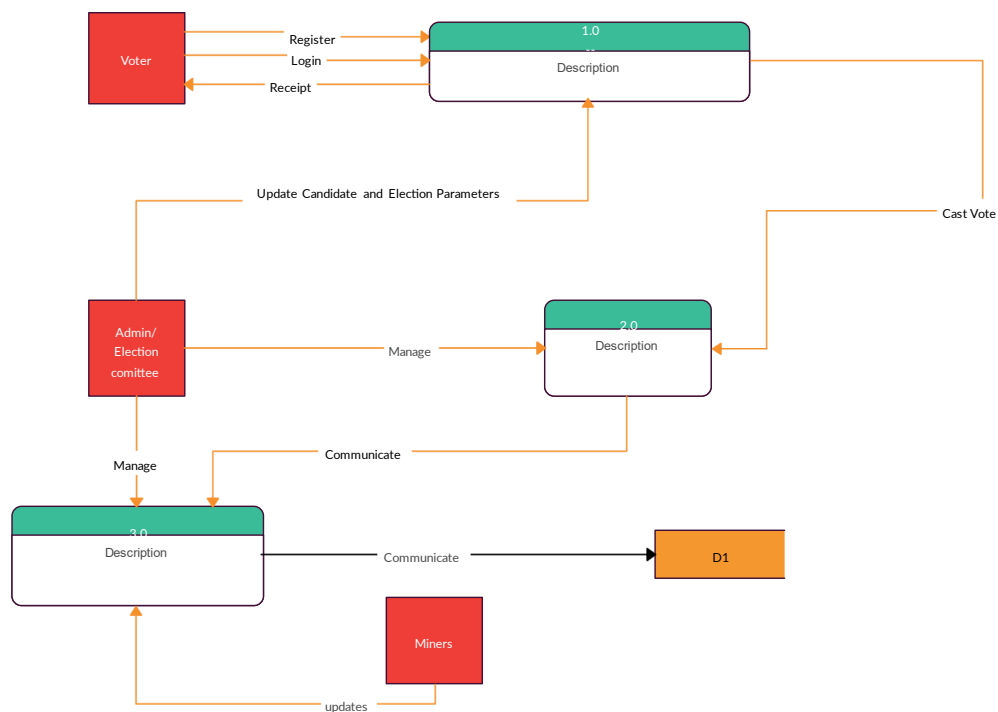 1.0
--
Register
Voter
Login
Description
Receipt
Update Candidate and Election Parameters
Cast Vote
Admin/
Election
comittee
2.0
Description
Manage
Communicate
Manage
3.0
Description
Communicate
D1
Miners
updates